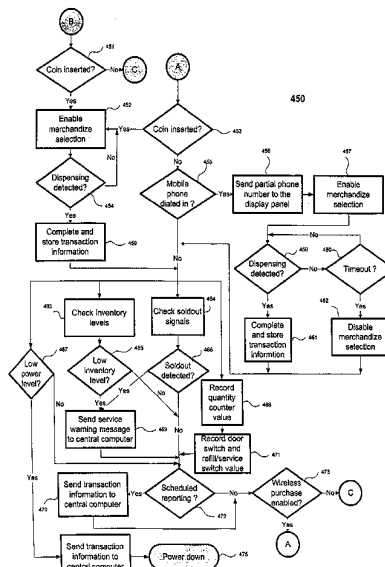 B
451
Coin inserted?
No
C
A
Yes
452
450
Enable
merchandize
selection
Yes
Coin inserted?
453
No
No
456
457
455
Dispensing
detected?
454
Mobile
phone
dialed in ?
Yes
Send partial phone
number to the
display panel
Enable
merchandize
selection
Yes
459
Complete and
store transaction
information
No
No
Dispensing
detected?
No
Timeout ?
Yes
Yes
Check Inventory
levels
Check soldout
signals
Complete
and store
transaction
information
461
462
Disable
merchandize
selection
467
Low
power
level?
Low
inventory
level?
Soldout
detected?
466
No
No
Yes
Yes
Record
quantity
counter
value
468
Send service
warning message to
central computer
469
No
Record door
switch and
refill/service
switch value
471
Yes
Send transaction
information to
central computer
470
Yes
Scheduled
reporting ?
472
No
Wireless
purchase
enabled?
473
No
C
Yes
A
Send transaction
information to
central computer
Power down
475